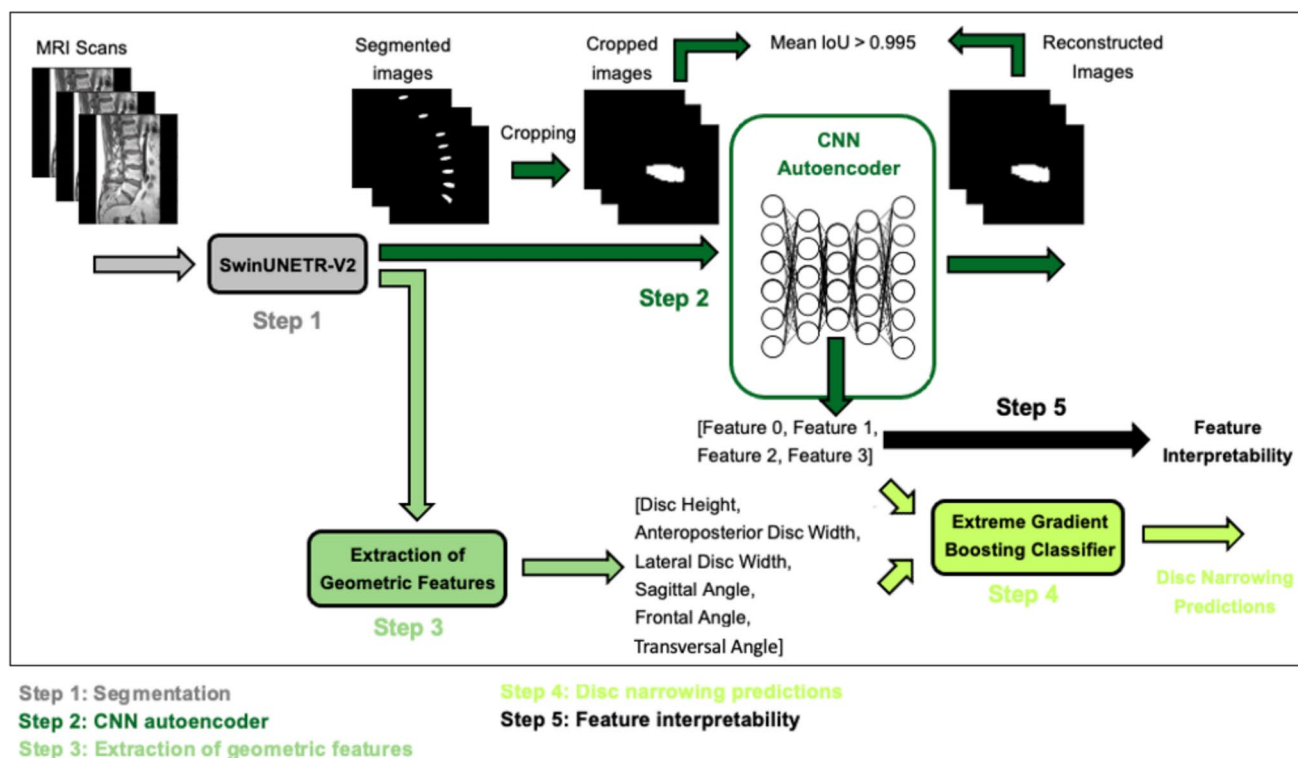 MRI Scans
Segmented
images
Cropped
images
Mean IoU > 0.995
Reconstructed
Images
Cropping
CNN
Autoencoder
SwinUNETR-V2
Step 1
Step 2
[Feature 0, Feature 1,
Feature 2, Feature 3]
Step 5
Feature
Interpretability
Extraction of
Geometric Features
Step 3
[Disc Height,
Anteroposterior Disc Width,
Lateral Disc Width,
Sagittal Angle,
Frontal Angle,
Transversal Angle]
Extreme Gradient
Boosting Classifier
Step 4
Disc Narrowing
Predictions
Step 1: Segmentation
Step 2: CNN autoencoder
Step 3: Extraction of geometric features
Step 4: Disc narrowing predictions
Step 5: Feature interpretability